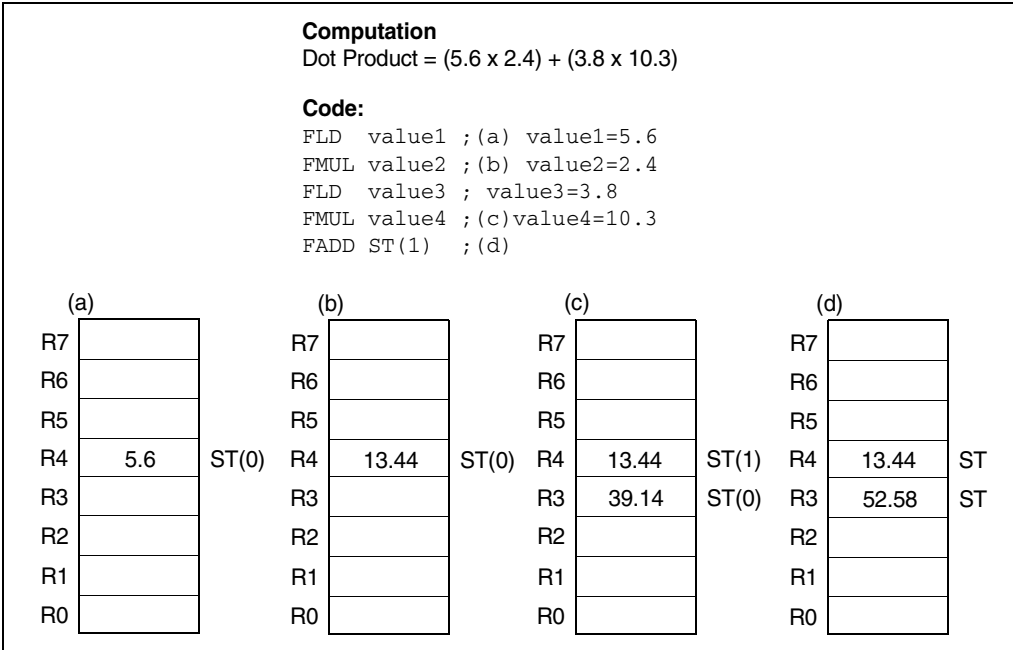 Computation
Dot Product = (5.6 x 2.4) + (3.8 x 10.3)
Code:
FLD value1 ;(a) value1=5.6
FMUL value2 ;(b) value2=2.4
FLD value3 ; value3=3.8
FMUL value4 ;(c)value4=10.3
FADD ST(1) ;(d)
(a) (b) (c) (d)
R7 R7 R7 R7
R6 R6 R6 R6
R5 R5 R5 R5
R4 5.6 ST(0) R4 13.44 ST(0) R4 13.44 ST(1) R4 13.44 ST
R3 R3 R3 39.14 ST(0) R3 52.58 ST
R2 R2 R2 R2
R1 R1 R1 R1
R0 R0 R0 R0